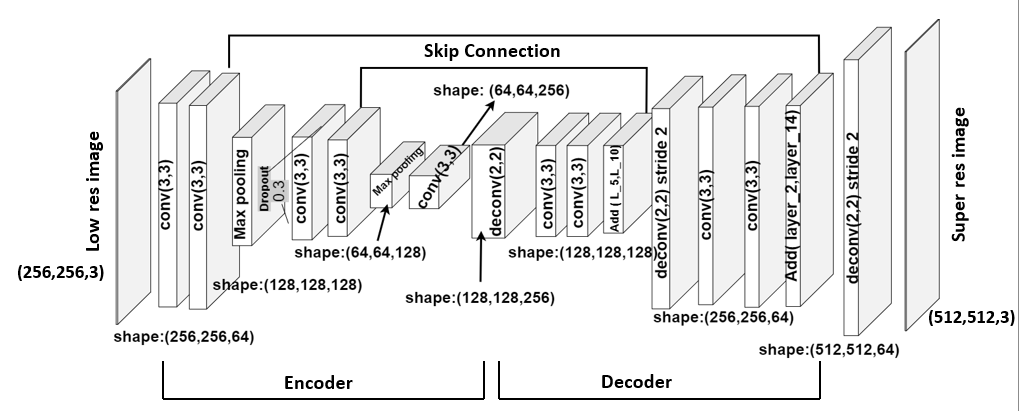 Skip Connection
shape: (64,64,256)
Low res image
(256,256,3)
conv(3,3)
conv(3,3)
Max pooling
Dropout
0.3
conv(3,3)
conv(3,3)
Max pooling
conv(3,3)
deconv(2,2)
conv(3,3)
conv(3,3)
Add ( L_5,L_10)
deconv(2,2) stride 2
conv(3,3)
conv(3,3)
Add( layer_2,layer_14)
deconv(2,2) stride 2
Super res image
(512,512,3)
shape:(64,64,128)
shape:(128,128,128)
shape:(128,128,128)
shape:(128,128,256)
shape:(256,256,64)
shape:(256,256,64)
shape:(512,512,64)
Encoder
Decoder